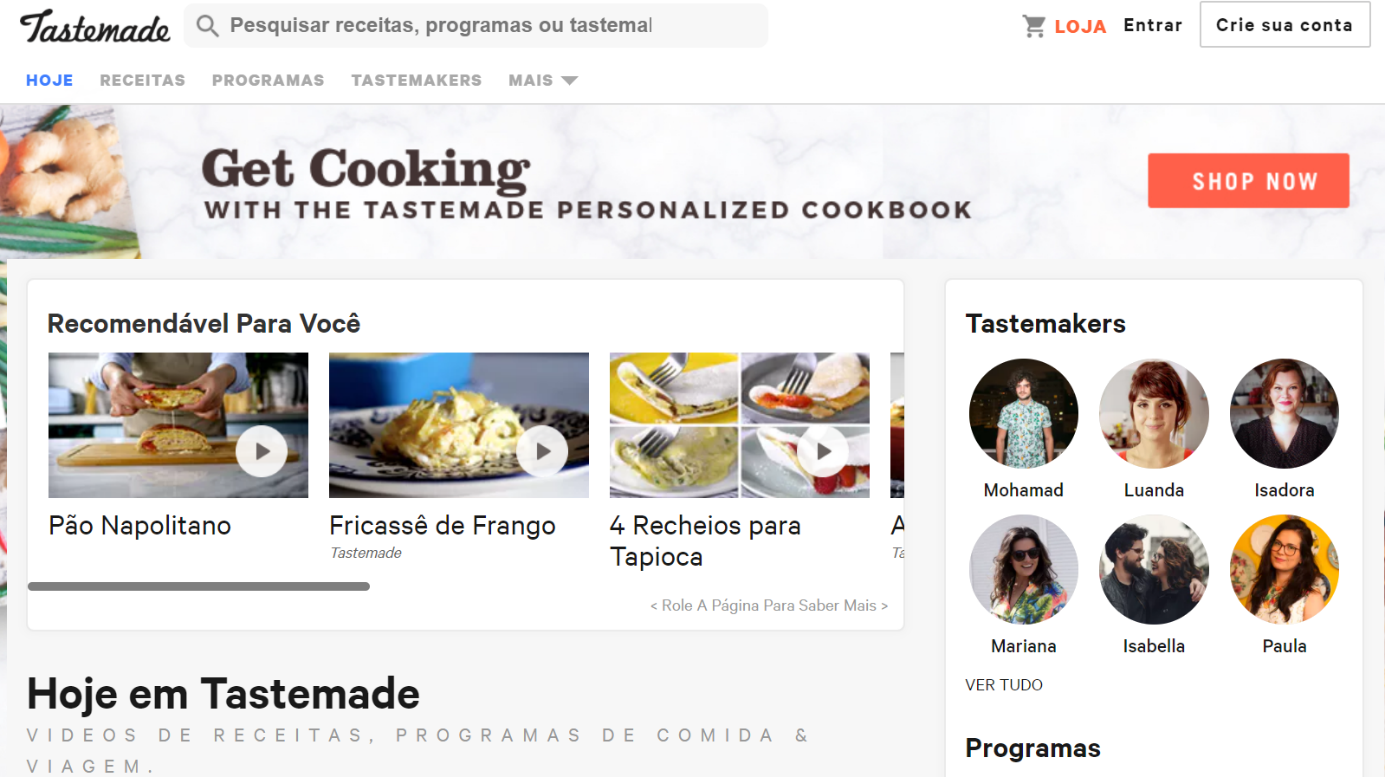 Tastemade
Pesquisar receitas, programas ou tastemal
LOJA
Entrar
Crie sua conta
HOJE
RECEITAS
PROGRAMAS
TASTEMAKERS
MAIS
Get Cooking
WITH THE TASTEMADE PERSONALIZED COOKBOOK
SHOP NOW
Recomendável Para Você
Pão Napolitano
Fricassê de Frango
Tastemade
4 Recheios para
Tapioca
A
Ta
< Role A Página Para Saber Mais >
Tastemakers
Mohamad
Luanda
Isadora
Mariana
Isabella
Paula
VER TUDO
Programas
Hoje em Tastemade
VIDEOS DE RECEITAS, PROGRAMAS DE COMIDA &
VIAGEM.